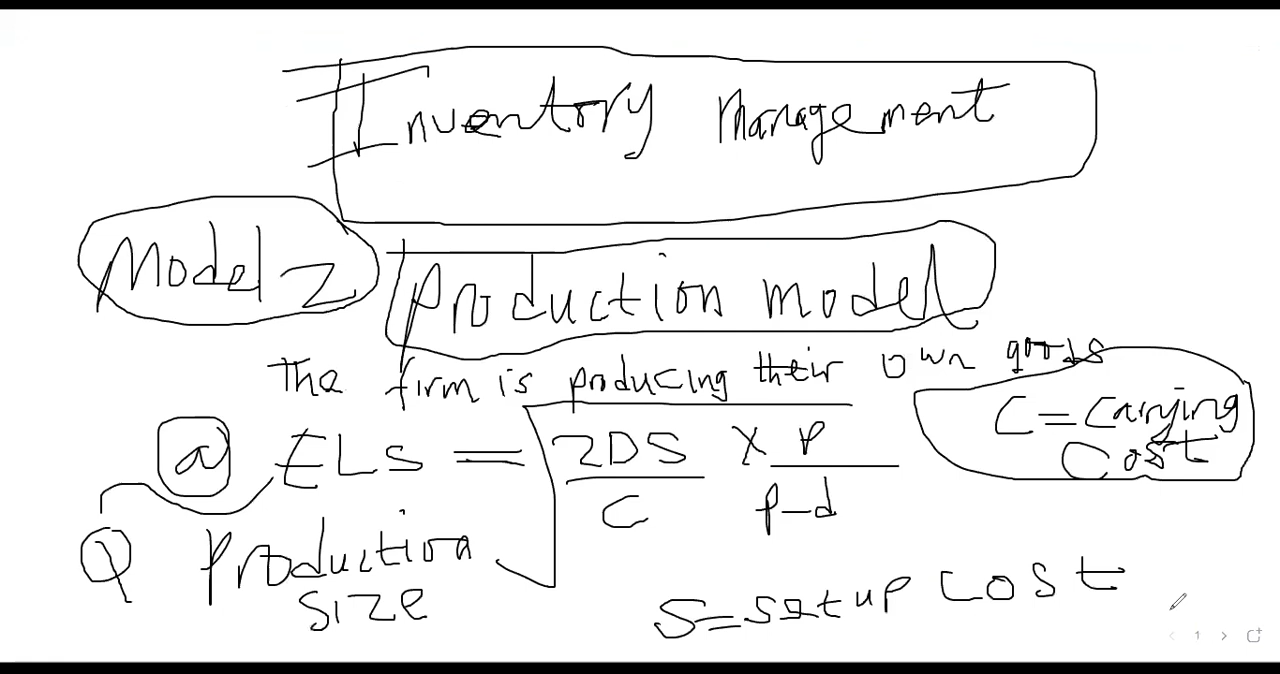 Inventory management
Model 2 Production model
The firm is producing their own goods
a ELS = √ 2DS / C X P / P-d
C = Carrying Cost
Q Production SIZE
S = Setup Cost
1